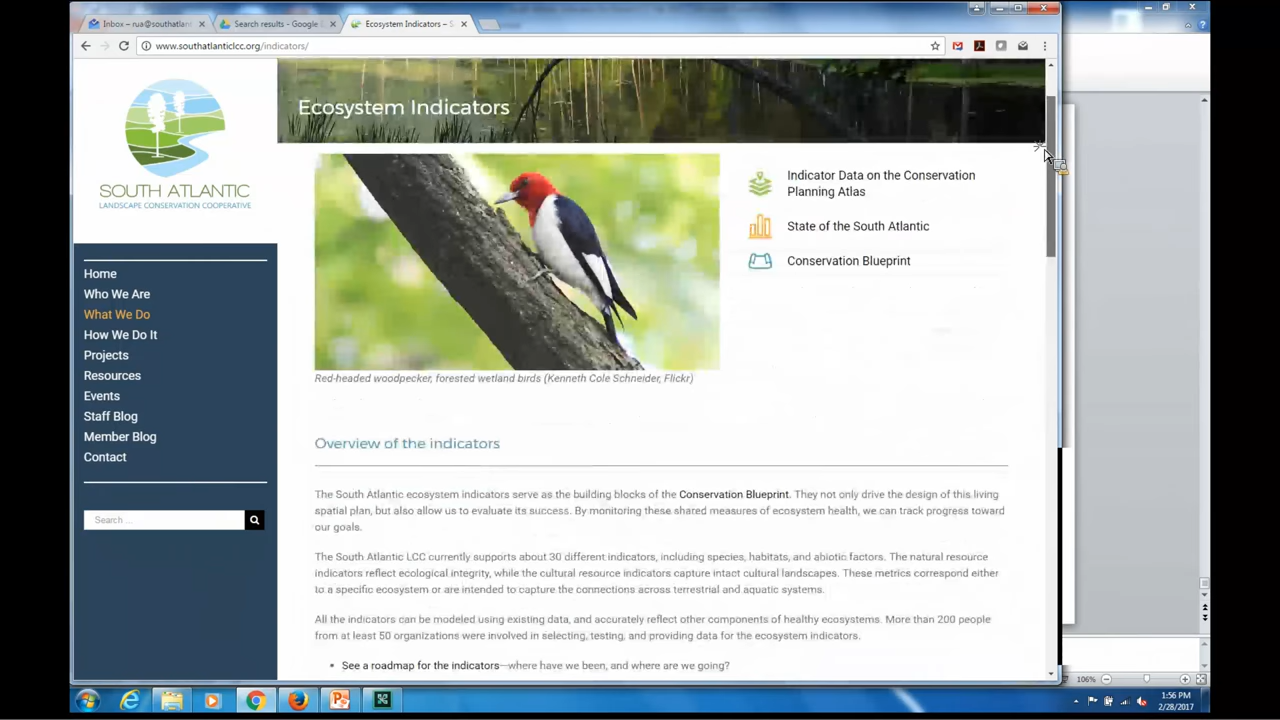 Inbox – rua@southatlan
Search results - Google
Ecosystem Indicators – S
www.southatlanticlcc.org/indicators/
Ecosystem Indicators
SOUTH ATLANTIC
LANDSCAPE CONSERVATION COOPERATIVE
Indicator Data on the Conservation
Planning Atlas
State of the South Atlantic
Conservation Blueprint
Home
Who We Are
What We Do
How We Do It
Projects
Resources
Events
Staff Blog
Member Blog
Contact
Search ...
Red-headed woodpecker, forested wetland birds (Kenneth Cole Schneider, Flickr)
Overview of the indicators
The South Atlantic ecosystem indicators serve as the building blocks of the Conservation Blueprint. They not only drive the design of this living
spatial plan, but also allow us to evaluate its success. By monitoring these shared measures of ecosystem health, we can track progress toward
our goals.
The South Atlantic LCC currently supports about 30 different indicators, including species, habitats, and abiotic factors. The natural resource
indicators reflect ecological integrity, while the cultural resource indicators capture intact cultural landscapes. These metrics correspond either
to a specific ecosystem or are intended to capture the connections across terrestrial and aquatic systems.
All the indicators can be modeled using existing data, and accurately reflect other components of healthy ecosystems. More than 200 people
from at least 50 organizations were involved in selecting, testing, and providing data for the ecosystem indicators.
• See a roadmap for the indicators—where have we been, and where are we going?
106%
1:56 PM
2/28/2017